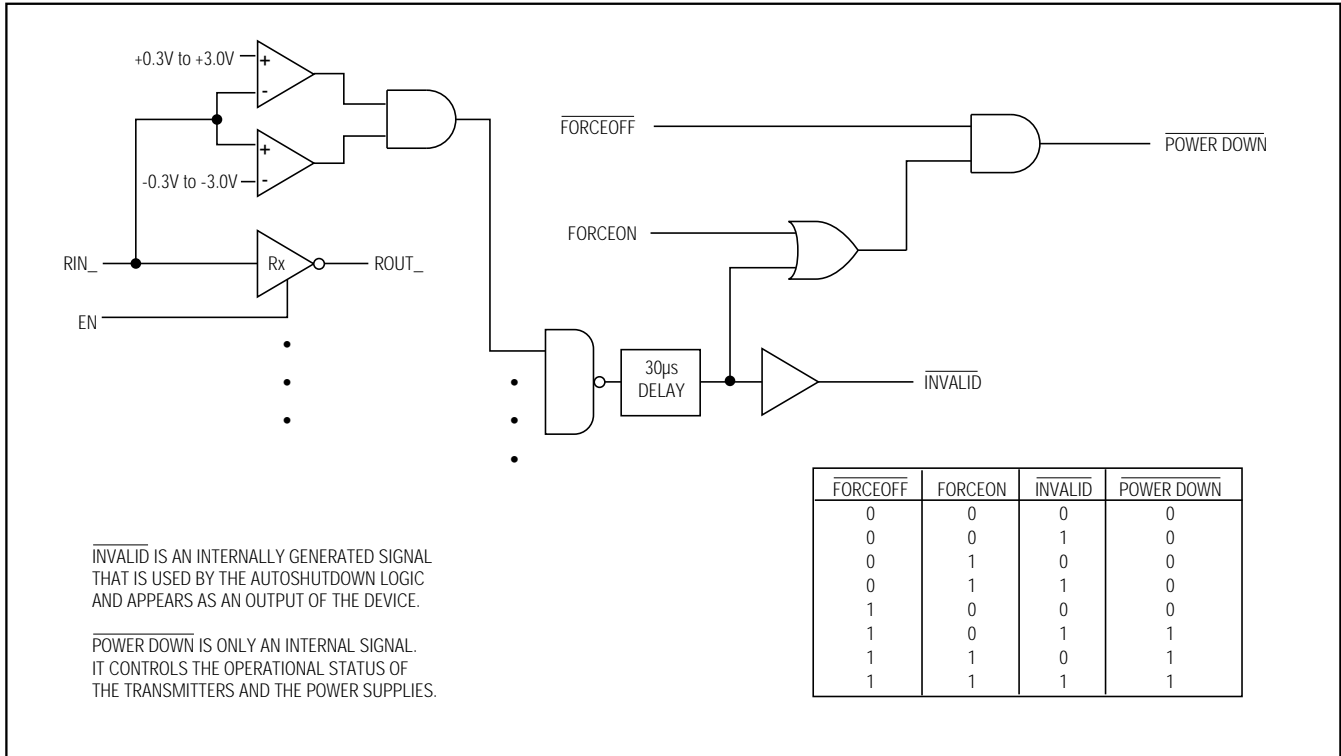 +0.3V to +3.0V
+
-
+
-
-0.3V to -3.0V
RIN_
Rx
ROUT_
EN
FORCEOFF
POWER DOWN
FORCEON
30µs
DELAY
INVALID
FORCEOFF FORCEON INVALID POWER DOWN
0 0 0 0
0 0 1 0
0 1 0 0
0 1 1 0
1 0 0 0
1 0 1 1
1 1 0 1
1 1 1 1
INVALID IS AN INTERNALLY GENERATED SIGNAL
THAT IS USED BY THE AUTOSHUTDOWN LOGIC
AND APPEARS AS AN OUTPUT OF THE DEVICE.
POWER DOWN IS ONLY AN INTERNAL SIGNAL.
IT CONTROLS THE OPERATIONAL STATUS OF
THE TRANSMITTERS AND THE POWER SUPPLIES.